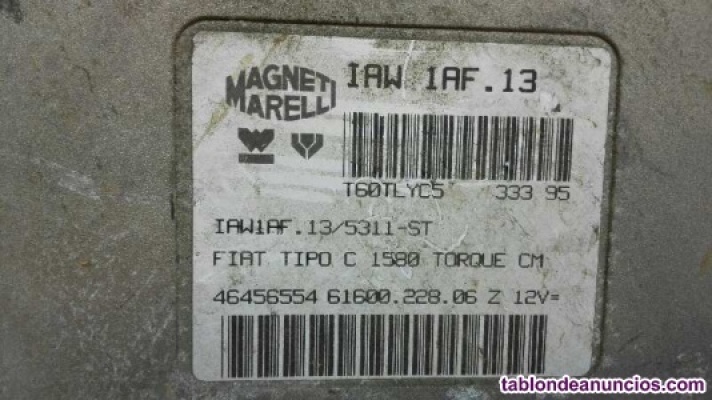 MAGNETI MARELLI
IAW 1AF.13
T60TLYC5 333 95
IAW1AF.13/5311-ST
FIAT TIPO C 1580 TORQUE CM
46456554 61600.228.06 Z 12V=
tablondeanuncios.com